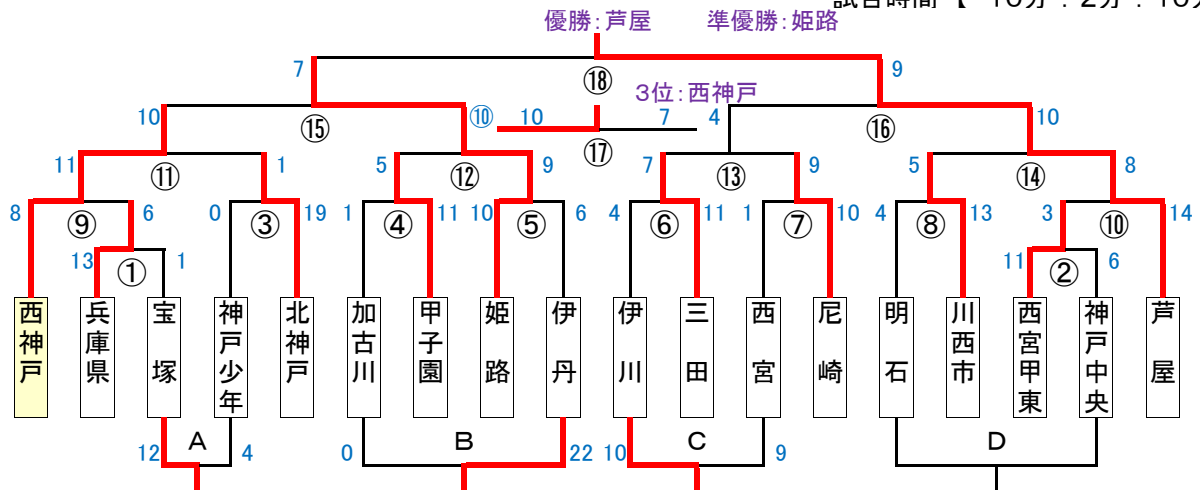 優勝:芦屋 準優勝:姫路
7 ⑱ 9
3位:西神戸
10 ⑮ ⑩ 10 7 4 ⑯ 10
⑰
11 ⑪ 1 5 ⑫ 9 7 ⑬ 9 5 ⑭ 8
8 ⑨ 6 0 ③ 19 1 ④ 11 10 ⑤ 6 4 ⑥ 11 1 ⑦ 10 4 ⑧ 13 3 ⑩ 14
13 ① 1 11 ② 6
西神戸
兵庫県
宝塚
神戸少年
北神戸
加古川
甲子園
姫路
伊丹
伊川
三田
西宮
尼崎
明石
川西市
西宮甲東
神戸中央
芦屋
12 A 4 0 B 22 10 C 9 D